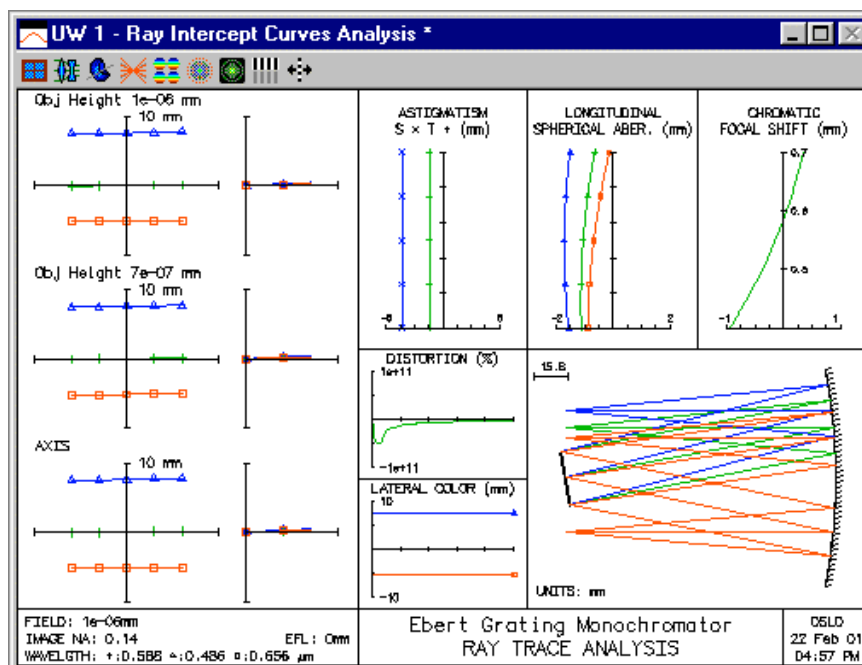 UW 1 - Ray Intercept Curves Analysis *
Obj Height 1e-06 mm
10 mm
Obj Height 7e-07 mm
10 mm
AXIS
10 mm
ASTIGMATISM
S × T + (mm)
-6 6
LONGITUDINAL
SPHERICAL ABER. (mm)
-2 2
CHROMATIC
FOCAL SHIFT (mm)
0.7
0.6
0.5
-1 1
DISTORTION (%)
1e+11
-1e+11
LATERAL COLOR (mm)
10
-10
15.8
UNITS: mm
FIELD: 1e-06mm
IMAGE NA: 0.14 EFL: 0mm
WAVELGTH: +:0.588 △:0.486 □:0.656 µm
Ebert Grating Monochromator
RAY TRACE ANALYSIS
OSLO
22 Feb 01
04:57 PM